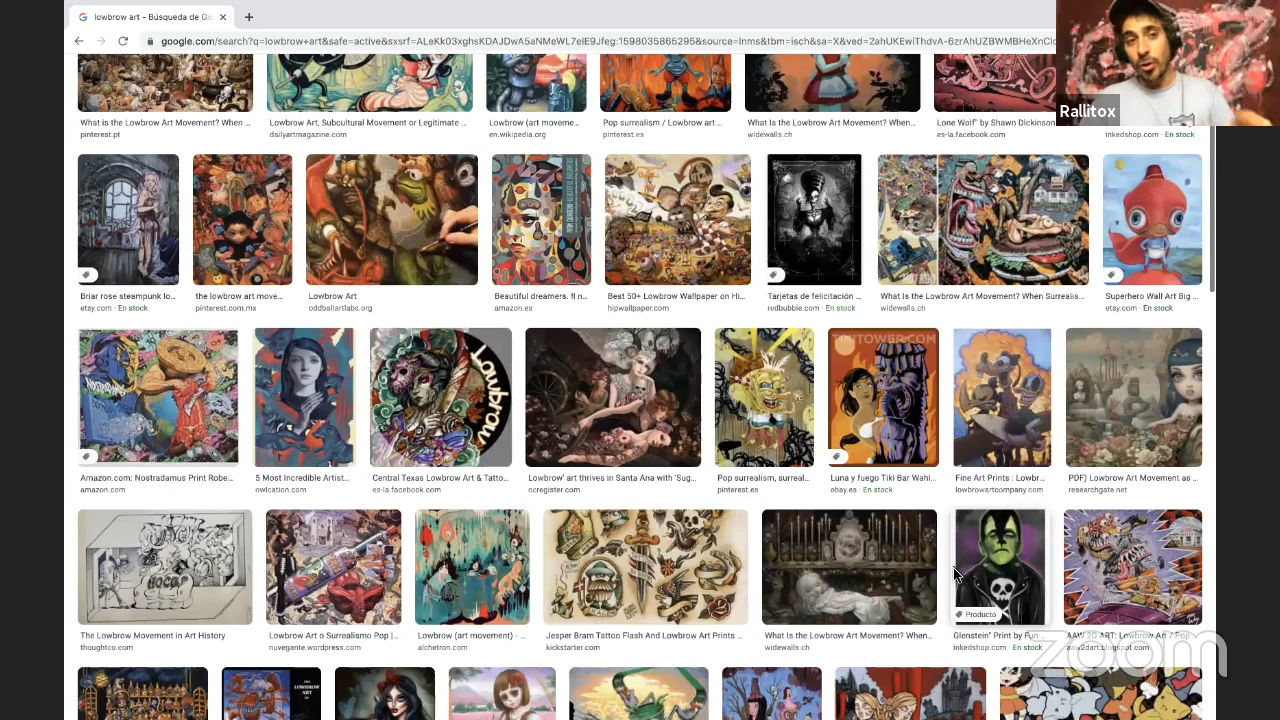 lowbrow art - Búsqueda de Go
google.com/search?q=lowbrow+art&safe=active&sxsrf=ALeKk03xghsKDAJDwA5aNMeWL7eIE9Jfeg:1598035865295&source=lnms&tbm=isch&sa=X&ved=2ahUKEwiThdvA-6zrAhUZBWMBHeXnClc
Rallitox
What is the Lowbrow Art Movement? When ...
pinterest.pt
Lowbrow Art, Subcultural Movement or Legitimate ...
dailyartmagazine.com
Lowbrow (art moveme...
en.wikipedia.org
Pop surrealism / Lowbrow art ...
pinterest.es
What Is the Lowbrow Art Movement? When...
widewalls.ch
Lone Wolf" by Shawn Dickinson
es-la.facebook.com
inkedshop.com · En stock
Briar rose steampunk lo...
etsy.com · En stock
the lowbrow art move...
pinterest.com.mx
Lowbrow Art
oddballartlabs.org
Beautiful dreamers. Il n...
amazon.es
Best 50+ Lowbrow Wallpaper on Hi...
hipwallpaper.com
Tarjetas de felicitación ...
redbubble.com · En stock
What Is the Lowbrow Art Movement? When Surrealis...
widewalls.ch
Superhero Wall Art Big ...
etsy.com · En stock
NOSTRADAMUS
Lowbrow
TIKITOWER.COM
Amazon.com: Nostradamus Print Robe...
amazon.com
5 Most Incredible Artist...
owlcation.com
Central Texas Lowbrow Art & Tatto...
es-la.facebook.com
'Lowbrow' art thrives in Santa Ana with 'Sug...
ocregister.com
Pop surrealism, surreal...
pinterest.es
Luna y fuego Tiki Bar Wahi...
ebay.es · En stock
Fine Art Prints : Lowbr...
lowbrowartcompany.com
PDF) Lowbrow Art Movement as ...
researchgate.net
Producto
The Lowbrow Movement in Art History
thoughtco.com
Lowbrow Art o Surrealismo Pop |...
nuvegante.wordpress.com
Lowbrow (art movement) - ...
alchetron.com
Jesper Bram Tattoo Flash And Lowbrow Art Prints ...
kickstarter.com
What Is the Lowbrow Art Movement? When...
widewalls.ch
Glenstein" Print by Fun ...
inkedshop.com · En stock
AAW 2D ART: Lowbrow Art / Pop
aaw2dart.blogspot.com
zoom
THE LOWBROW ART